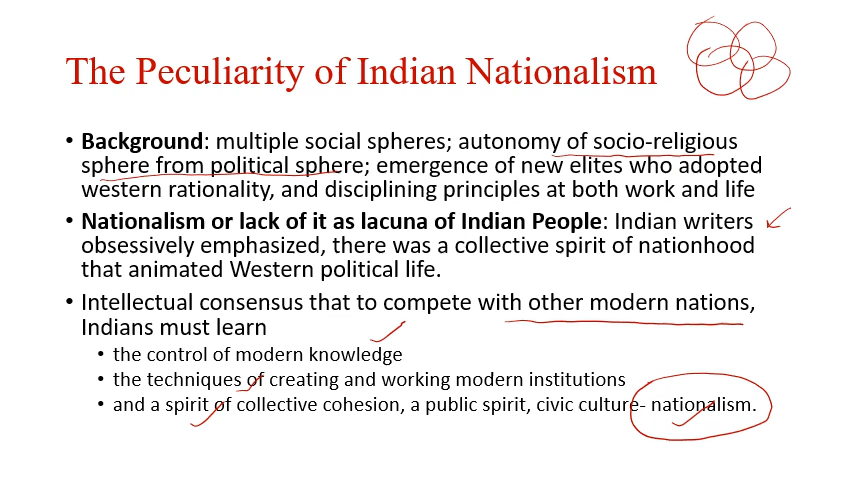 The Peculiarity of Indian Nationalism
• Background: multiple social spheres; autonomy of socio-religious
sphere from political sphere; emergence of new elites who adopted
western rationality, and disciplining principles at both work and life
• Nationalism or lack of it as lacuna of Indian People: Indian writers
obsessively emphasized, there was a collective spirit of nationhood
that animated Western political life.
• Intellectual consensus that to compete with other modern nations,
Indians must learn
• the control of modern knowledge
• the techniques of creating and working modern institutions
• and a spirit of collective cohesion, a public spirit, civic culture- nationalism.